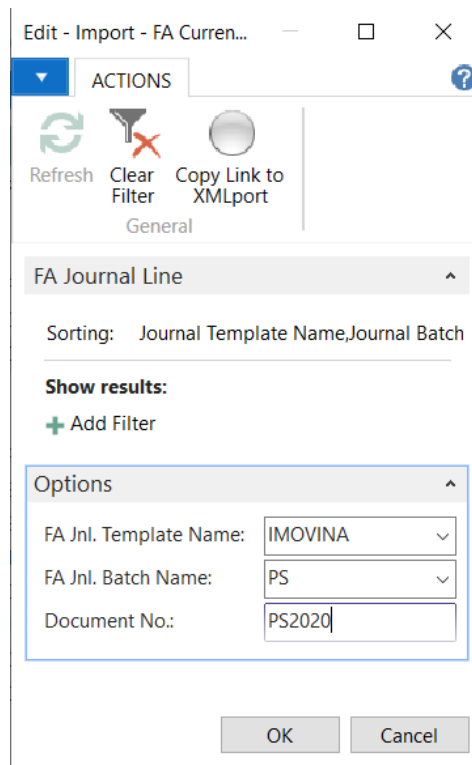 Edit - Import - FA Curren...
ACTIONS
?
Refresh
Clear Filter
Copy Link to XMLport
General
FA Journal Line
Sorting: Journal Template Name,Journal Batch
Show results:
Add Filter
Options
FA Jnl. Template Name: IMOVINA
FA Jnl. Batch Name: PS
Document No.: PS2020
OK Cancel